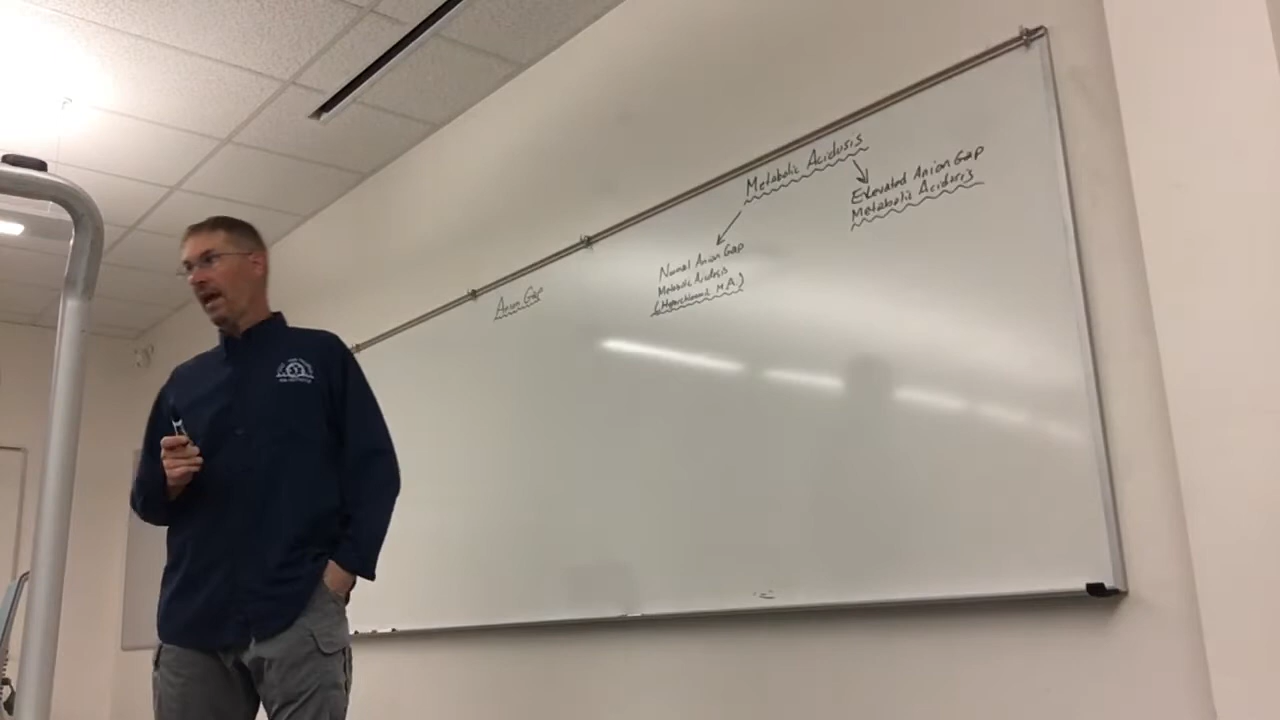 Metabolic Acidosis
Elevated Anion Gap
Metabolic Acidosis
Normal Anion Gap
Metabolic Acidosis
(Hyperchloremic M.A.)
Anion Gap